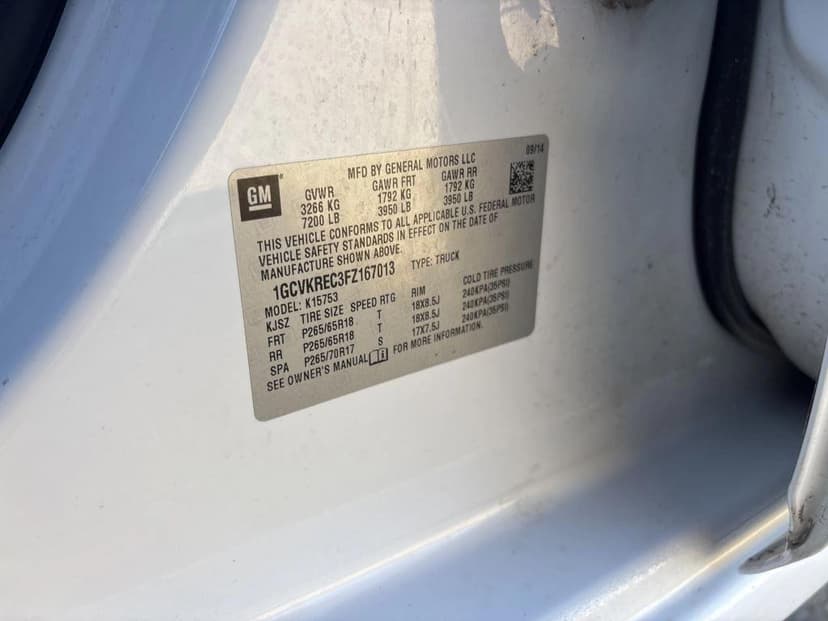 GM ®
MFD BY GENERAL MOTORS LLC 09/14
GVWR GAWR FRT GAWR RR
3266 KG 1792 KG 1792 KG
7200 LB 3950 LB 3950 LB
THIS VEHICLE CONFORMS TO ALL APPLICABLE U.S. FEDERAL MOTOR
VEHICLE SAFETY STANDARDS IN EFFECT ON THE DATE OF
MANUFACTURE SHOWN ABOVE.
1GCVKREC3FZ167013 TYPE: TRUCK
MODEL: K15753
KJSZ TIRE SIZE SPEED RTG RIM COLD TIRE PRESSURE
FRT P265/65R18 T 18X8.5J 240KPA(35PSI)
RR P265/65R18 T 18X8.5J 240KPA(35PSI)
SPA P265/70R17 S 17X7.5J 240KPA(35PSI)
SEE OWNER'S MANUAL FOR MORE INFORMATION.